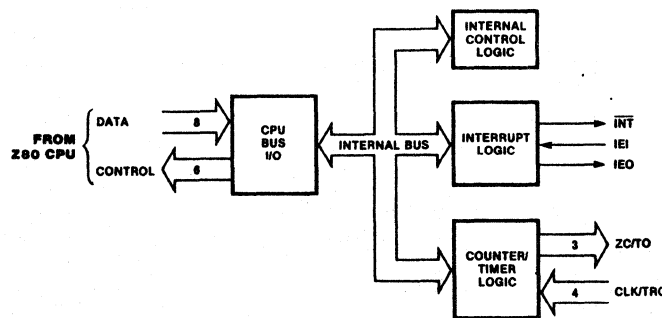 INTERNAL
CONTROL
LOGIC
FROM
Z80 CPU
DATA
8
CONTROL
6
CPU
BUS
I/O
INTERNAL BUS
INTERRUPT
LOGIC
INT
IEI
IEO
COUNTER/
TIMER
LOGIC
3
ZC/TO
4
CLK/TRG